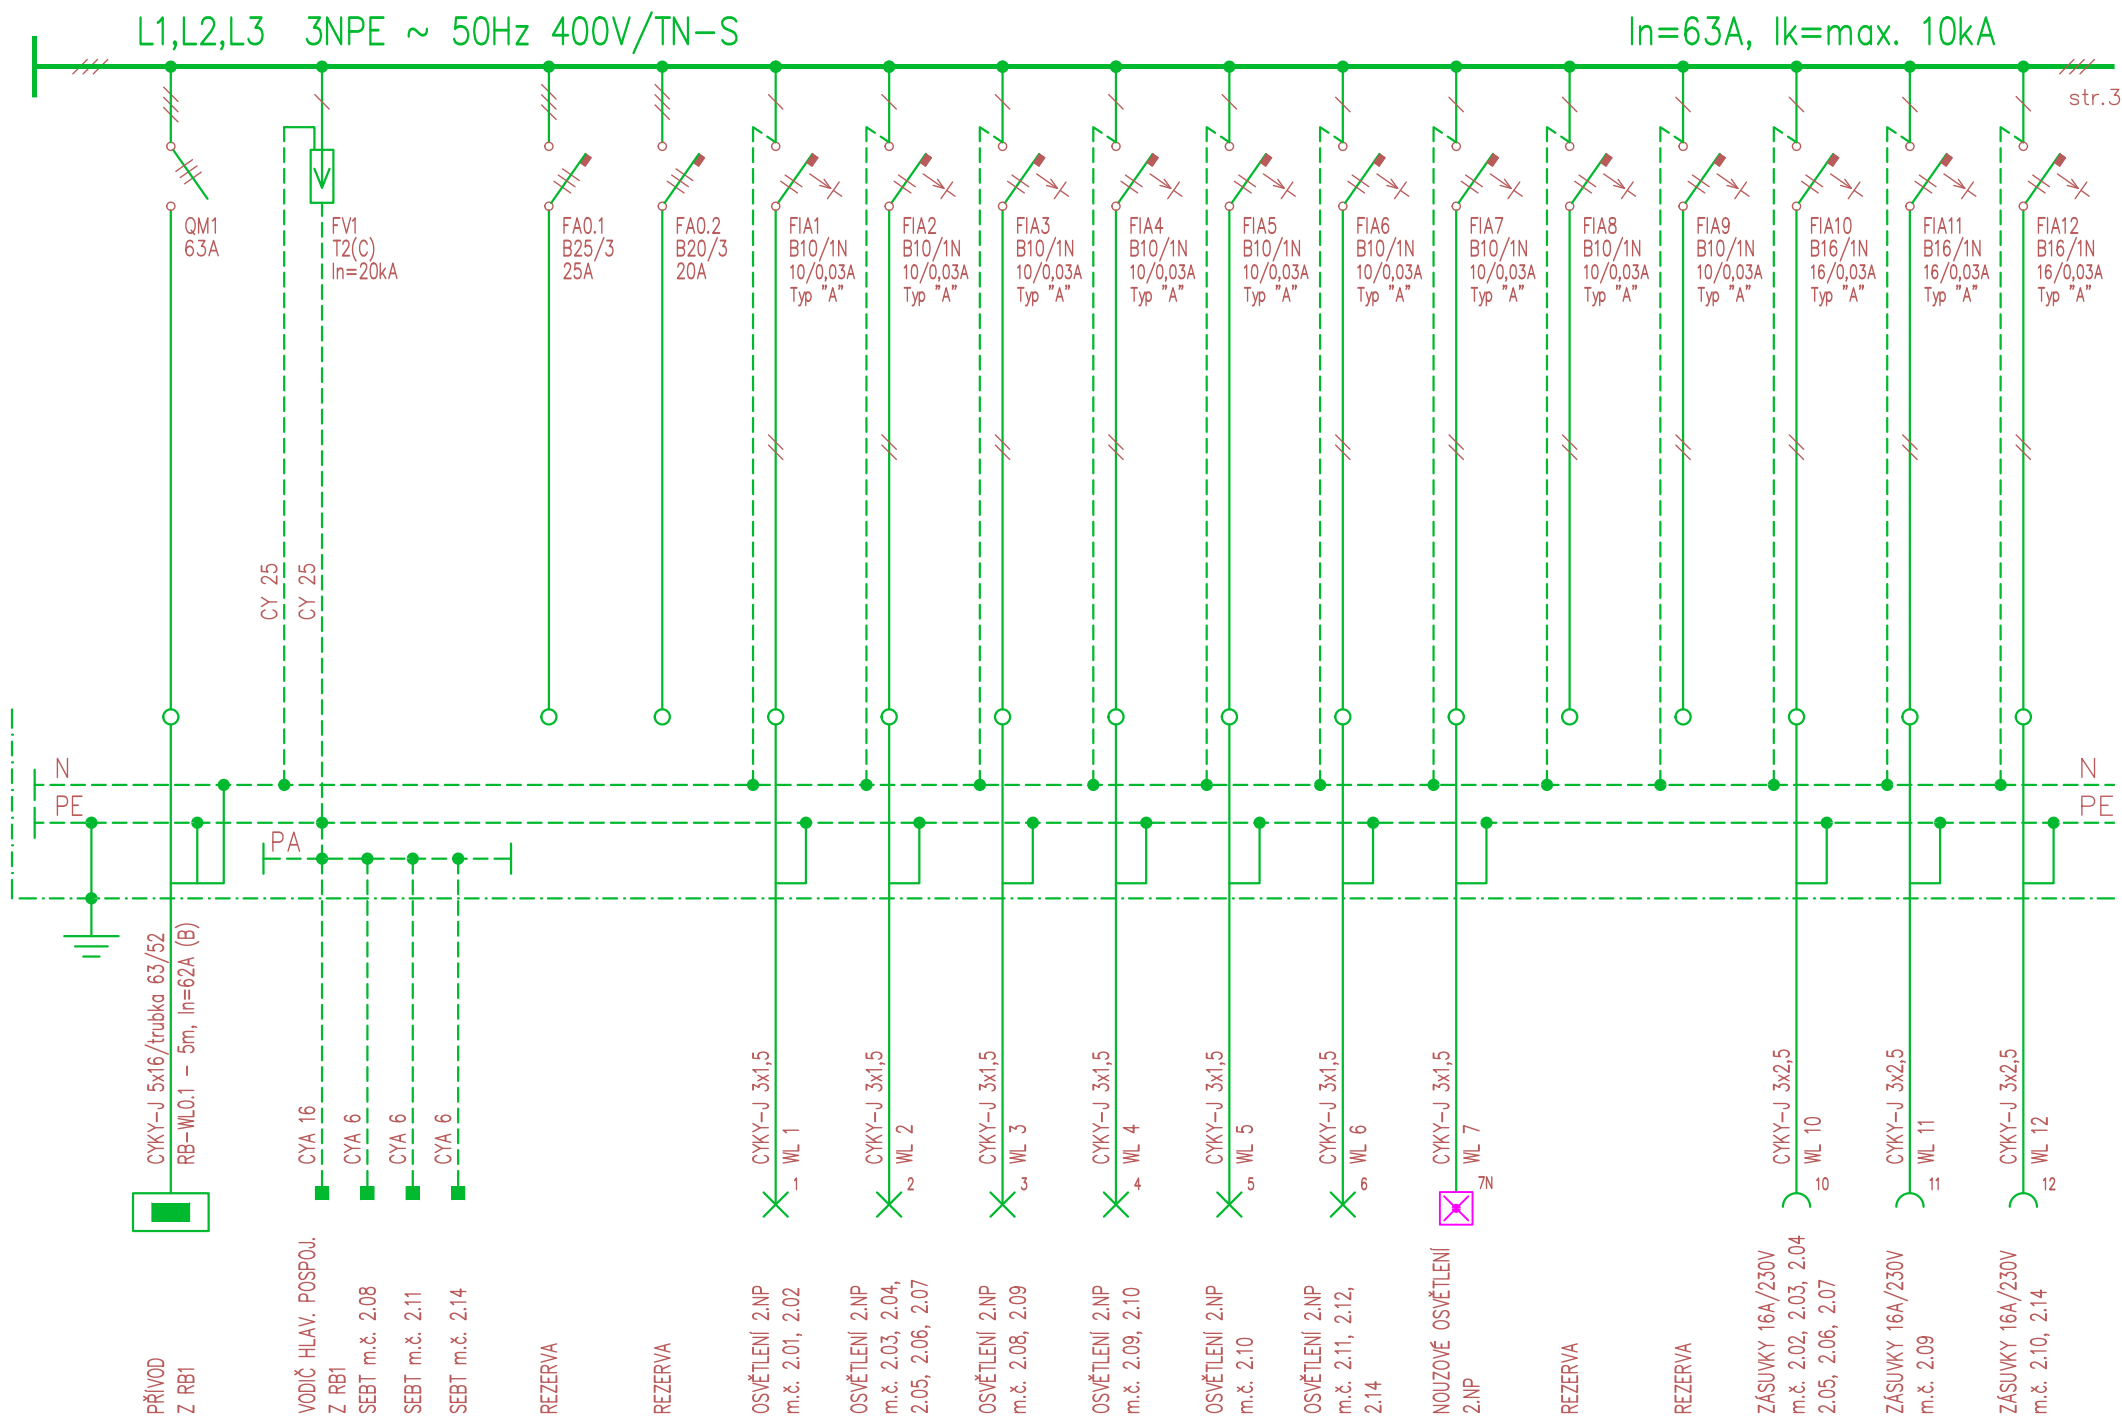 L1,L2,L3 3NPE ~ 50Hz 400V/TN-S
In=63A, Ik=max. 10kA
str.3
QM1
63A
FV1
T2(C)
In=20kA
FA0.1
B25/3
25A
FA0.2
B20/3
20A
FIA1
B10/1N
10/0,03A
Typ "A"
FIA2
B10/1N
10/0,03A
Typ "A"
FIA3
B10/1N
10/0,03A
Typ "A"
FIA4
B10/1N
10/0,03A
Typ "A"
FIA5
B10/1N
10/0,03A
Typ "A"
FIA6
B10/1N
10/0,03A
Typ "A"
FIA7
B10/1N
10/0,03A
Typ "A"
FIA8
B10/1N
10/0,03A
Typ "A"
FIA9
B10/1N
10/0,03A
Typ "A"
FIA10
B16/1N
16/0,03A
Typ "A"
FIA11
B16/1N
16/0,03A
Typ "A"
FIA12
B16/1N
16/0,03A
Typ "A"
CY 25
CY 25
N
N
PE
PE
PA
CYKY-J 5x16/trubka 63/52
RB-WL0.1 - 5m, In=62A (B)
CYA 16
CYA 6
CYA 6
CYA 6
CYKY-J 3x1,5
WL 1
1
CYKY-J 3x1,5
WL 2
2
CYKY-J 3x1,5
WL 3
3
CYKY-J 3x1,5
WL 4
4
CYKY-J 3x1,5
WL 5
5
CYKY-J 3x1,5
WL 6
6
CYKY-J 3x1,5
WL 7
7N
CYKY-J 3x2,5
WL 10
10
CYKY-J 3x2,5
WL 11
11
CYKY-J 3x2,5
WL 12
12
PŘÍVOD
Z RB1
VODIČ HLAV. POSPOJ.
Z RB1
SEBT m.č. 2.08
SEBT m.č. 2.11
SEBT m.č. 2.14
REZERVA
REZERVA
OSVĚTLENÍ 2.NP
m.č. 2.01, 2.02
OSVĚTLENÍ 2.NP
m.č. 2.03, 2.04,
2.05, 2.06, 2.07
OSVĚTLENÍ 2.NP
m.č. 2.08, 2.09
OSVĚTLENÍ 2.NP
m.č. 2.09, 2.10
OSVĚTLENÍ 2.NP
m.č. 2.10
OSVĚTLENÍ 2.NP
m.č. 2.11, 2.12,
2.14
NOUZOVÉ OSVĚTLENÍ
2.NP
REZERVA
REZERVA
ZÁSUVKY 16A/230V
m.č. 2.02, 2.03, 2.04
2.05, 2.06, 2.07
ZÁSUVKY 16A/230V
m.č. 2.09
ZÁSUVKY 16A/230V
m.č. 2.10, 2.14